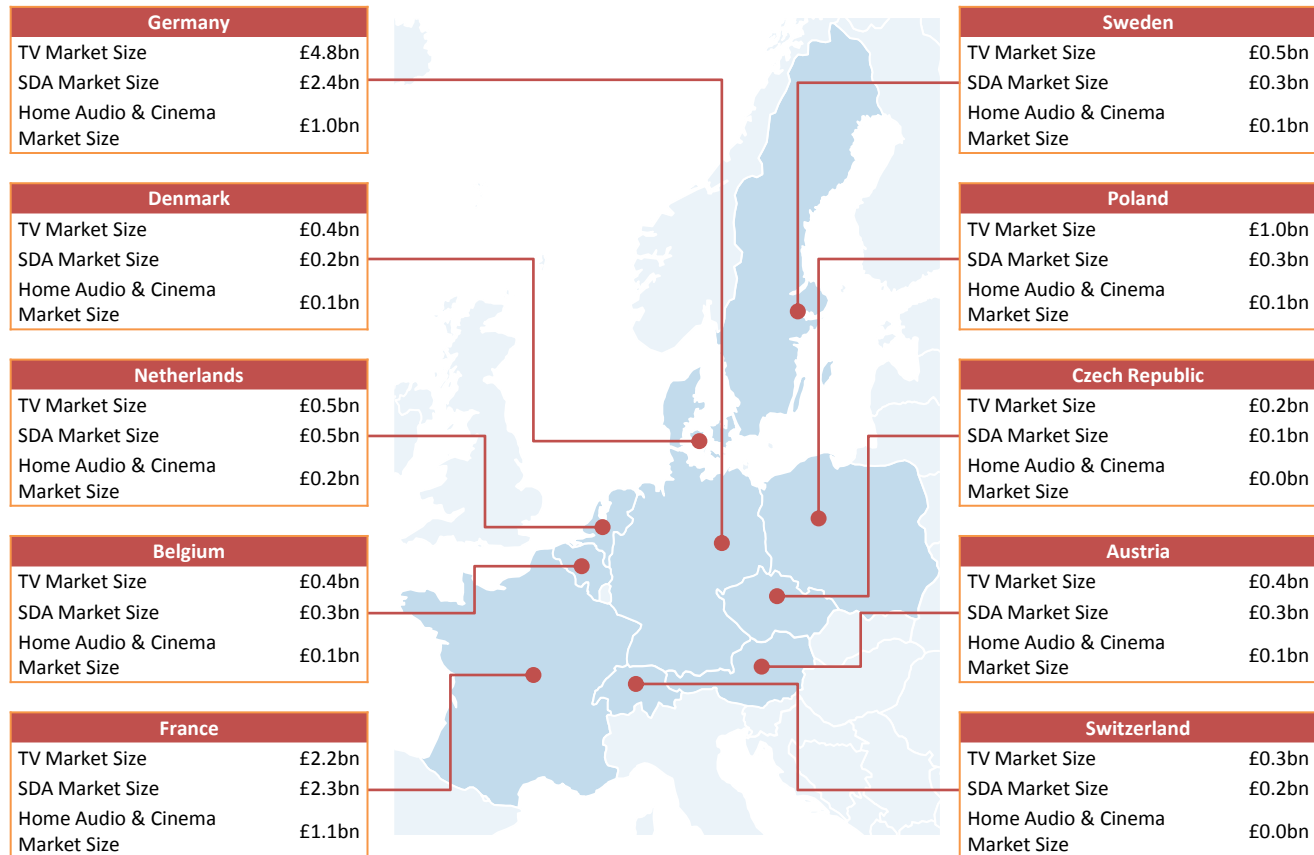 Germany
TV Market Size £4.8bn
SDA Market Size £2.4bn
Home Audio & Cinema
Market Size £1.0bn
Denmark
TV Market Size £0.4bn
SDA Market Size £0.2bn
Home Audio & Cinema
Market Size £0.1bn
Netherlands
TV Market Size £0.5bn
SDA Market Size £0.5bn
Home Audio & Cinema
Market Size £0.2bn
Belgium
TV Market Size £0.4bn
SDA Market Size £0.3bn
Home Audio & Cinema
Market Size £0.1bn
France
TV Market Size £2.2bn
SDA Market Size £2.3bn
Home Audio & Cinema
Market Size £1.1bn
Sweden
TV Market Size £0.5bn
SDA Market Size £0.3bn
Home Audio & Cinema
Market Size £0.1bn
Poland
TV Market Size £1.0bn
SDA Market Size £0.3bn
Home Audio & Cinema
Market Size £0.1bn
Czech Republic
TV Market Size £0.2bn
SDA Market Size £0.1bn
Home Audio & Cinema
Market Size £0.0bn
Austria
TV Market Size £0.4bn
SDA Market Size £0.3bn
Home Audio & Cinema
Market Size £0.1bn
Switzerland
TV Market Size £0.3bn
SDA Market Size £0.2bn
Home Audio & Cinema
Market Size £0.0bn